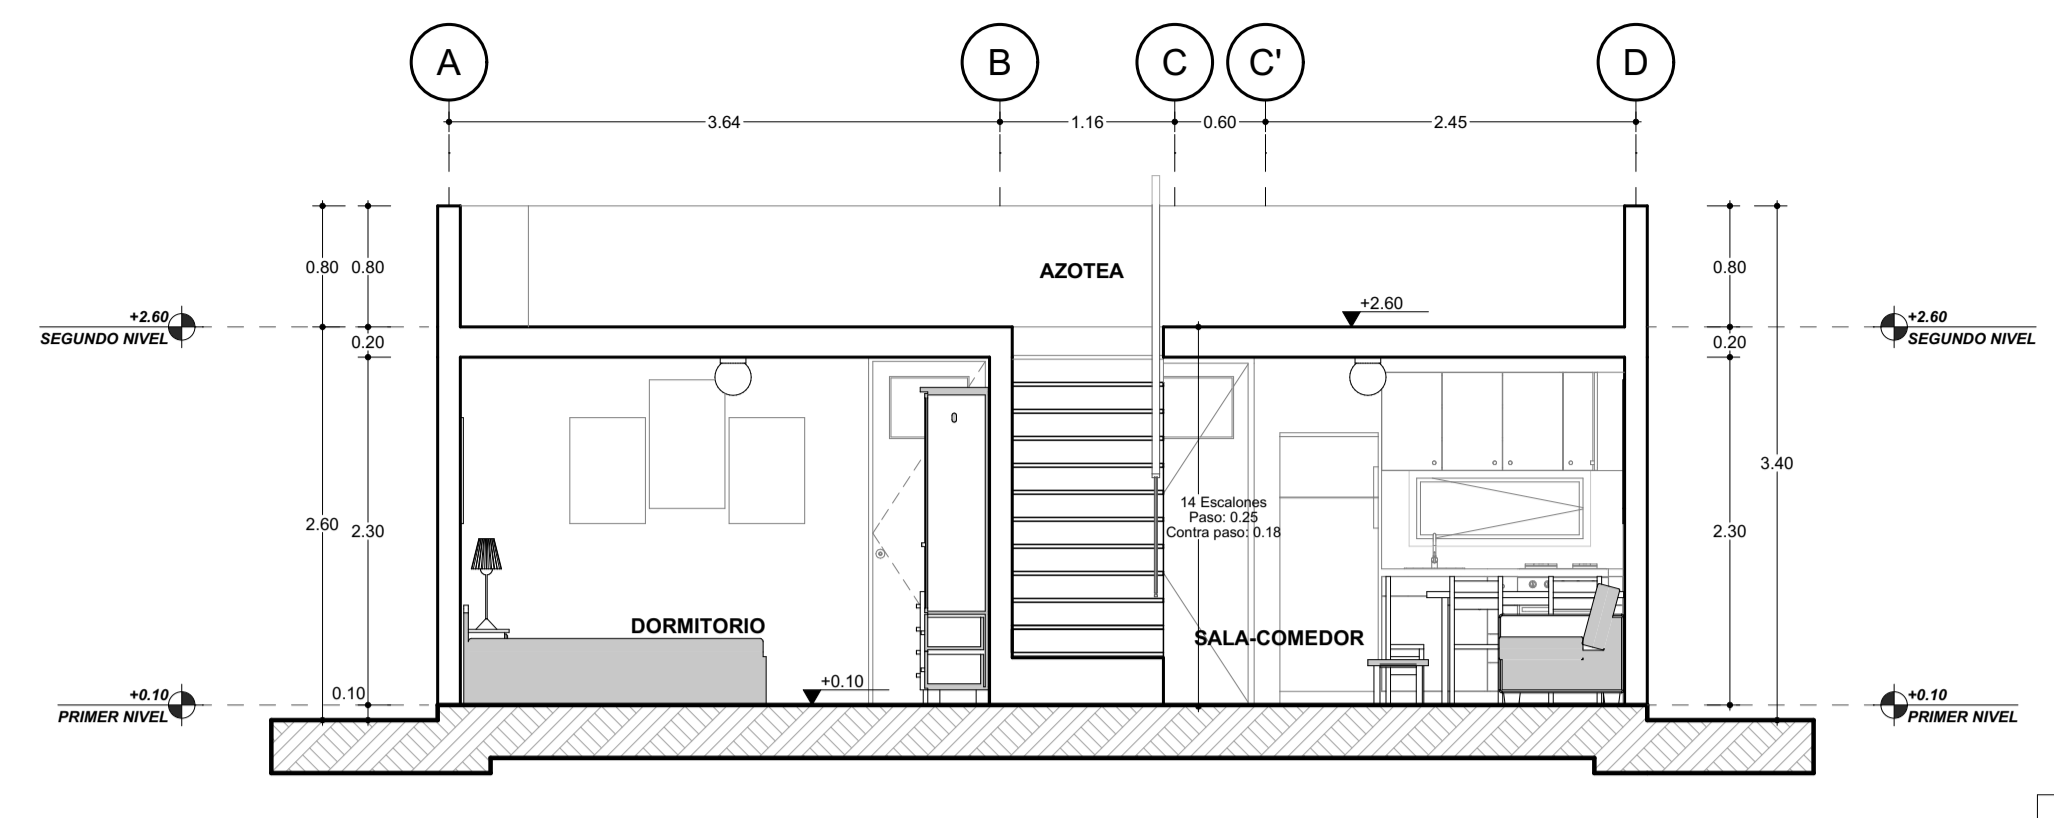 A B C C' D
3.64 1.16 0.60 2.45
0.80 0.80 AZOTEA 0.80
+2.60 +2.60 +2.60
SEGUNDO NIVEL 0.20 0.20 SEGUNDO NIVEL
3.40
14 Escalones
Paso: 0.25
Contra paso: 0.18
2.60 2.30 2.30
DORMITORIO SALA-COMEDOR
+0.10 0.10 +0.10 +0.10
PRIMER NIVEL PRIMER NIVEL